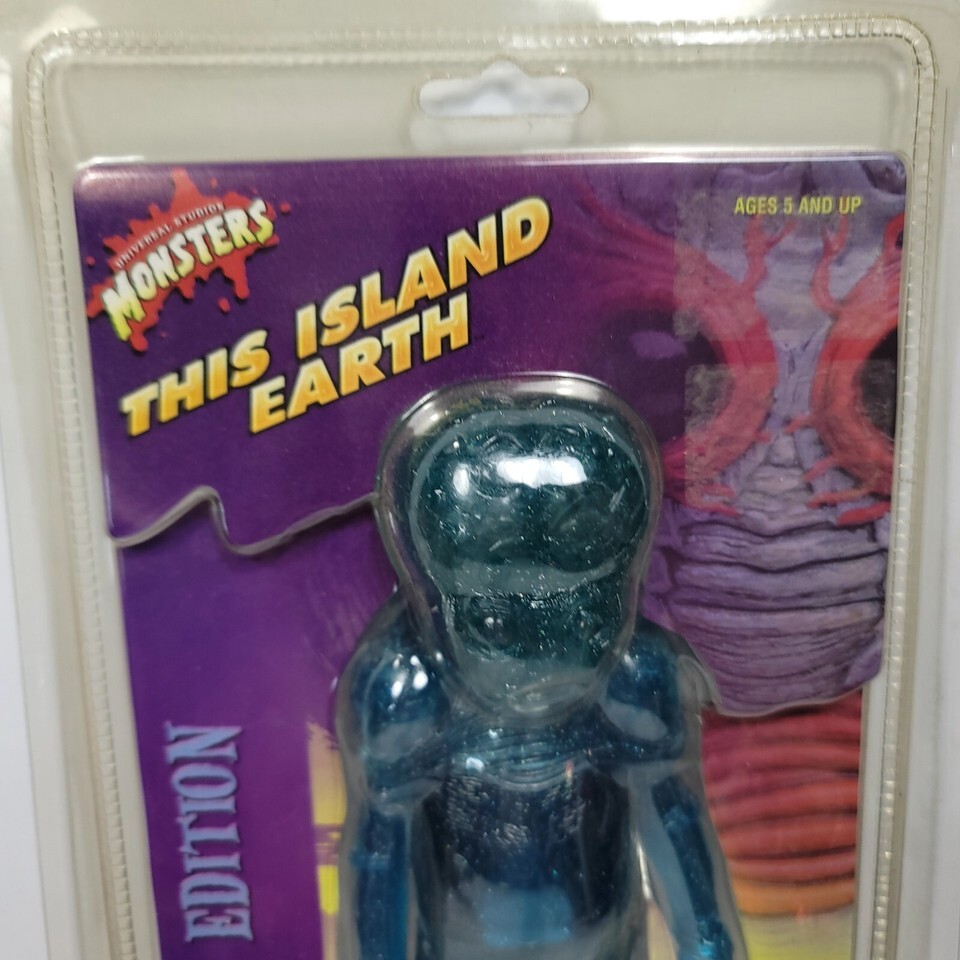 UNIVERSAL STUDIOS
MONSTERS
AGES 5 AND UP
THIS ISLAND
EARTH
EDITION